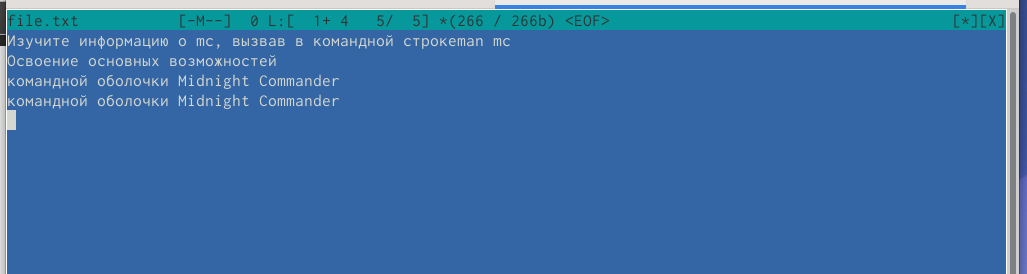 file.txt [-M--] 0 L:[ 1+ 4 5/ 5] *(266 / 266b) <EOF> [*][X]
Изучите информацию о mc, вызвав в командной строкеman mc
Освоение основных возможностей
командной оболочки Midnight Commander
командной оболочки Midnight Commander